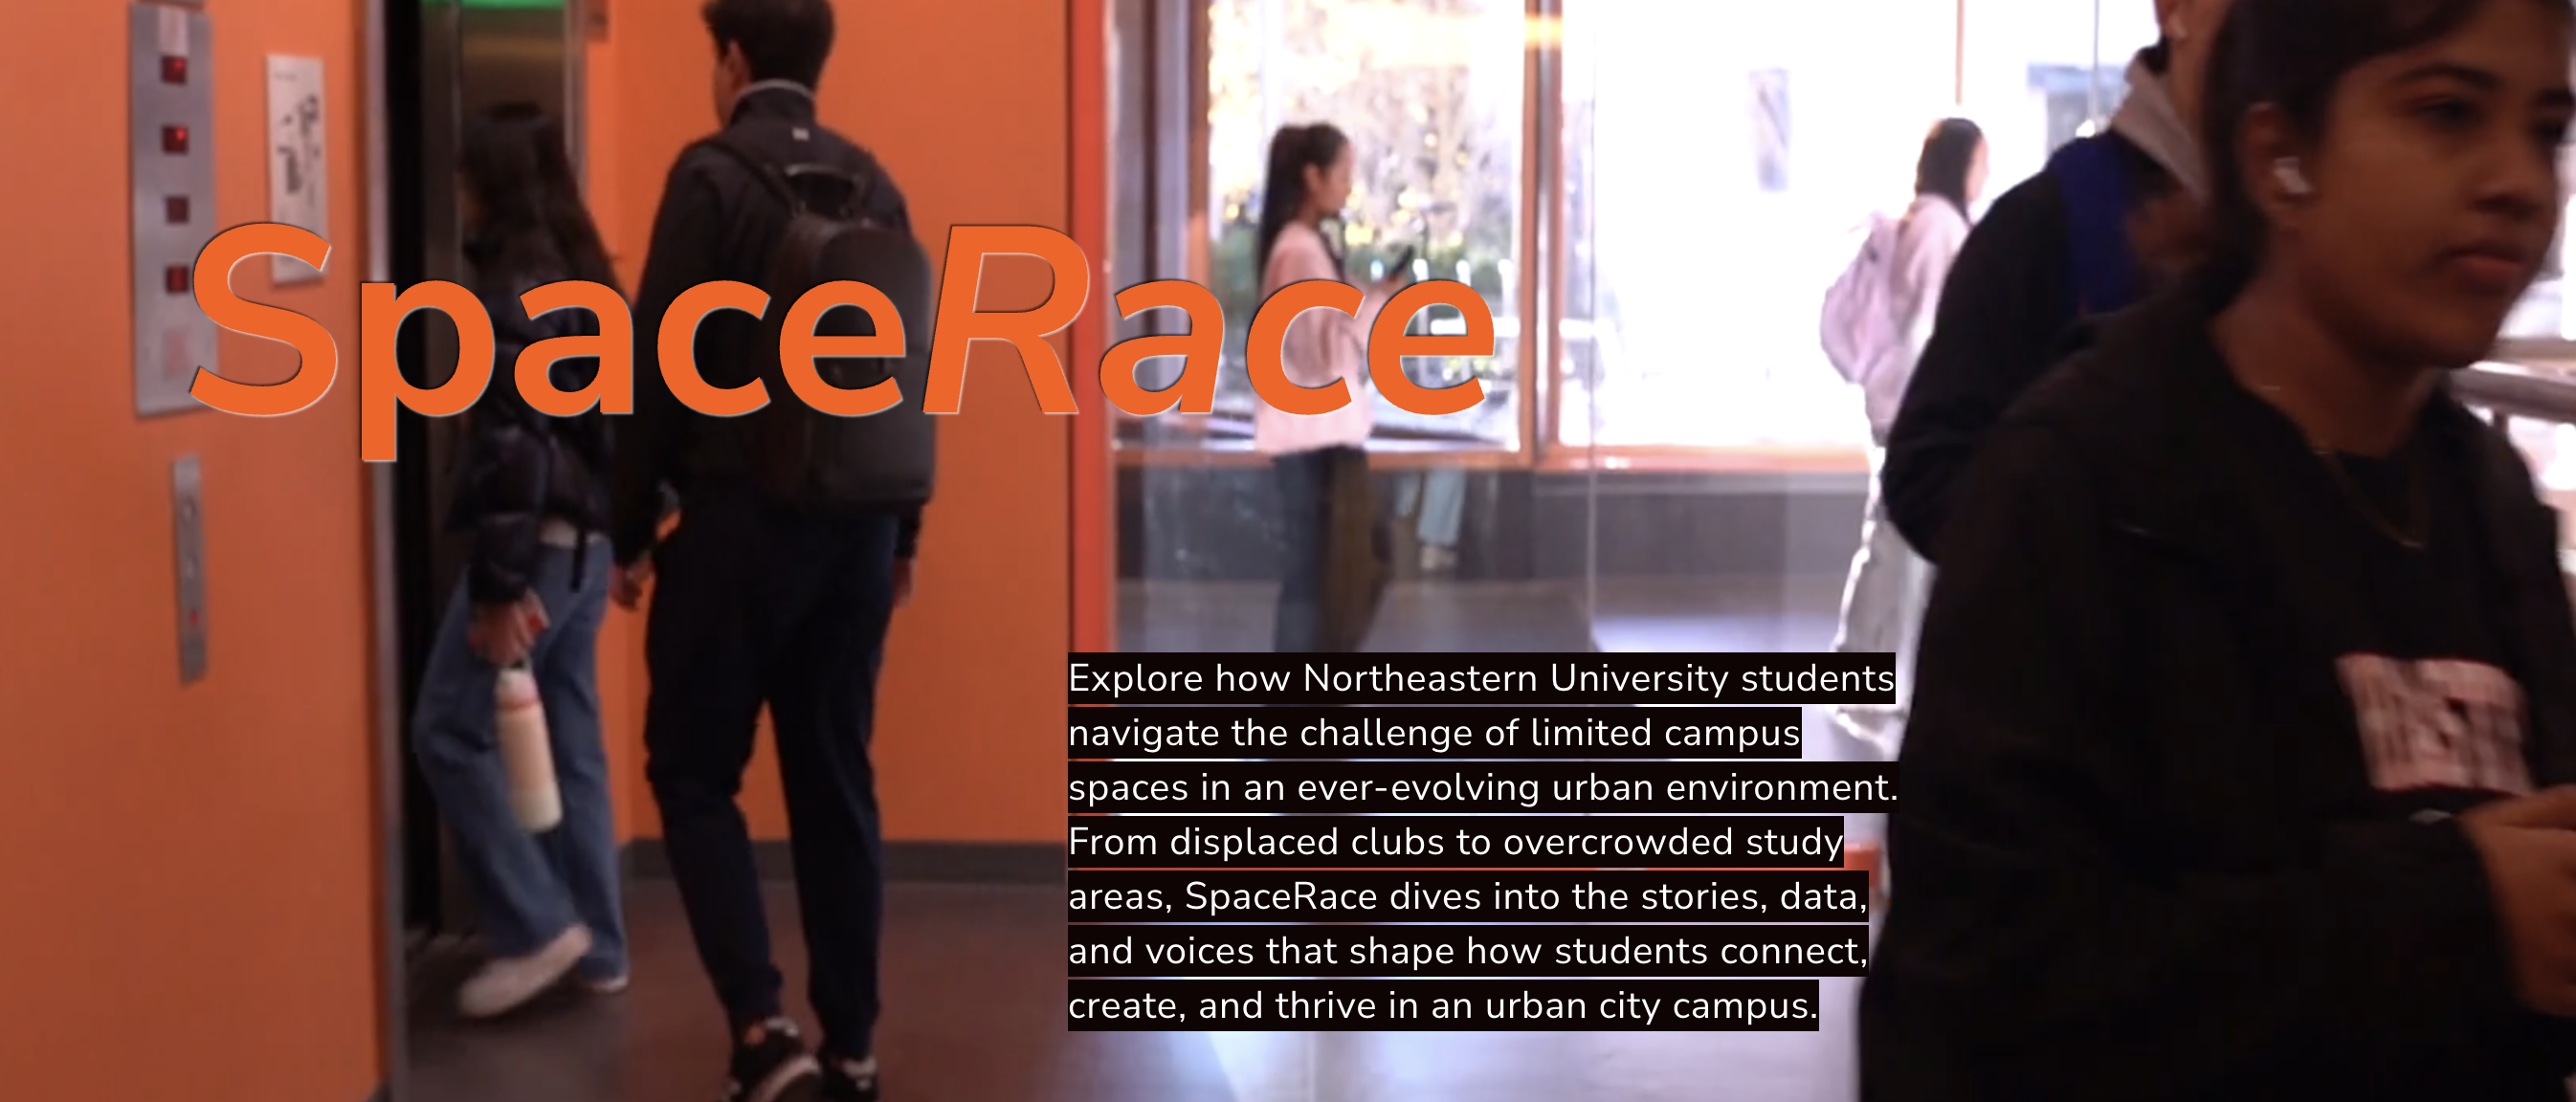 SpaceRace
Explore how Northeastern University students
navigate the challenge of limited campus
spaces in an ever-evolving urban environment.
From displaced clubs to overcrowded study
areas, SpaceRace dives into the stories, data,
and voices that shape how students connect,
create, and thrive in an urban city campus.